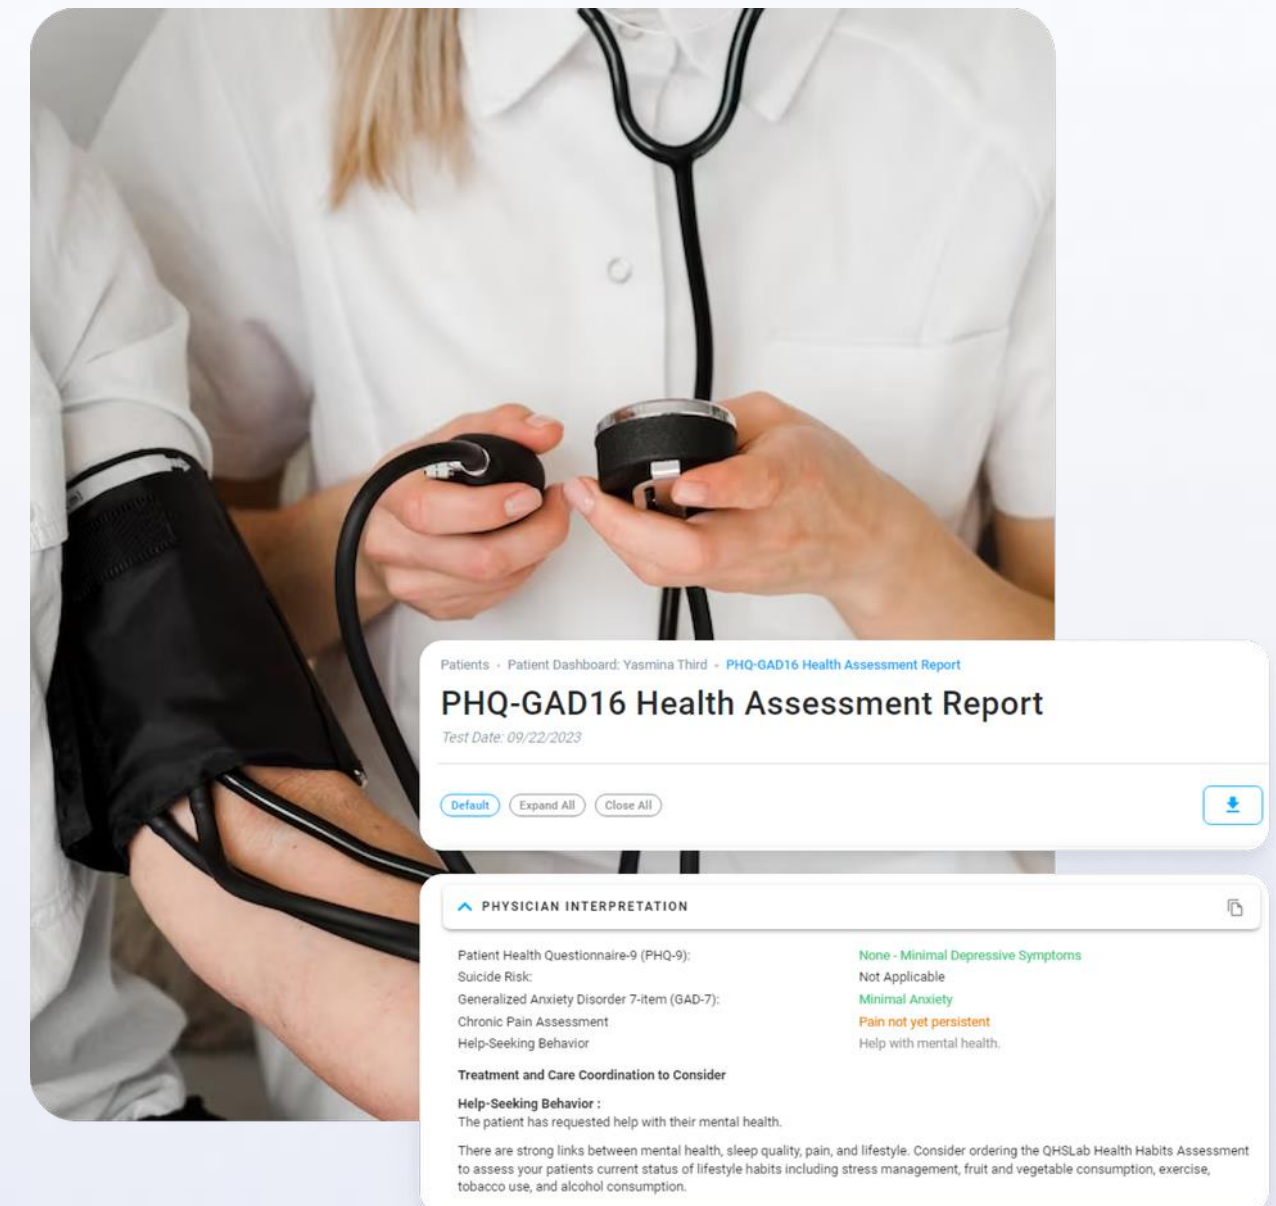 Patients - Patient Dashboard: Yasmina Third - PHQ-GAD16 Health Assessment Report
PHQ-GAD16 Health Assessment Report
Test Date: 09/22/2023
Default Expand All Close All
PHYSICIAN INTERPRETATION
Patient Health Questionnaire-9 (PHQ-9): None - Minimal Depressive Symptoms
Suicide Risk: Not Applicable
Generalized Anxiety Disorder 7-item (GAD-7): Minimal Anxiety
Chronic Pain Assessment Pain not yet persistent
Help-Seeking Behavior Help with mental health.
Treatment and Care Coordination to Consider
Help-Seeking Behavior :
The patient has requested help with their mental health.
There are strong links between mental health, sleep quality, pain, and lifestyle. Consider ordering the QHSLab Health Habits Assessment
to assess your patients current status of lifestyle habits including stress management, fruit and vegetable consumption, exercise,
tobacco use, and alcohol consumption.